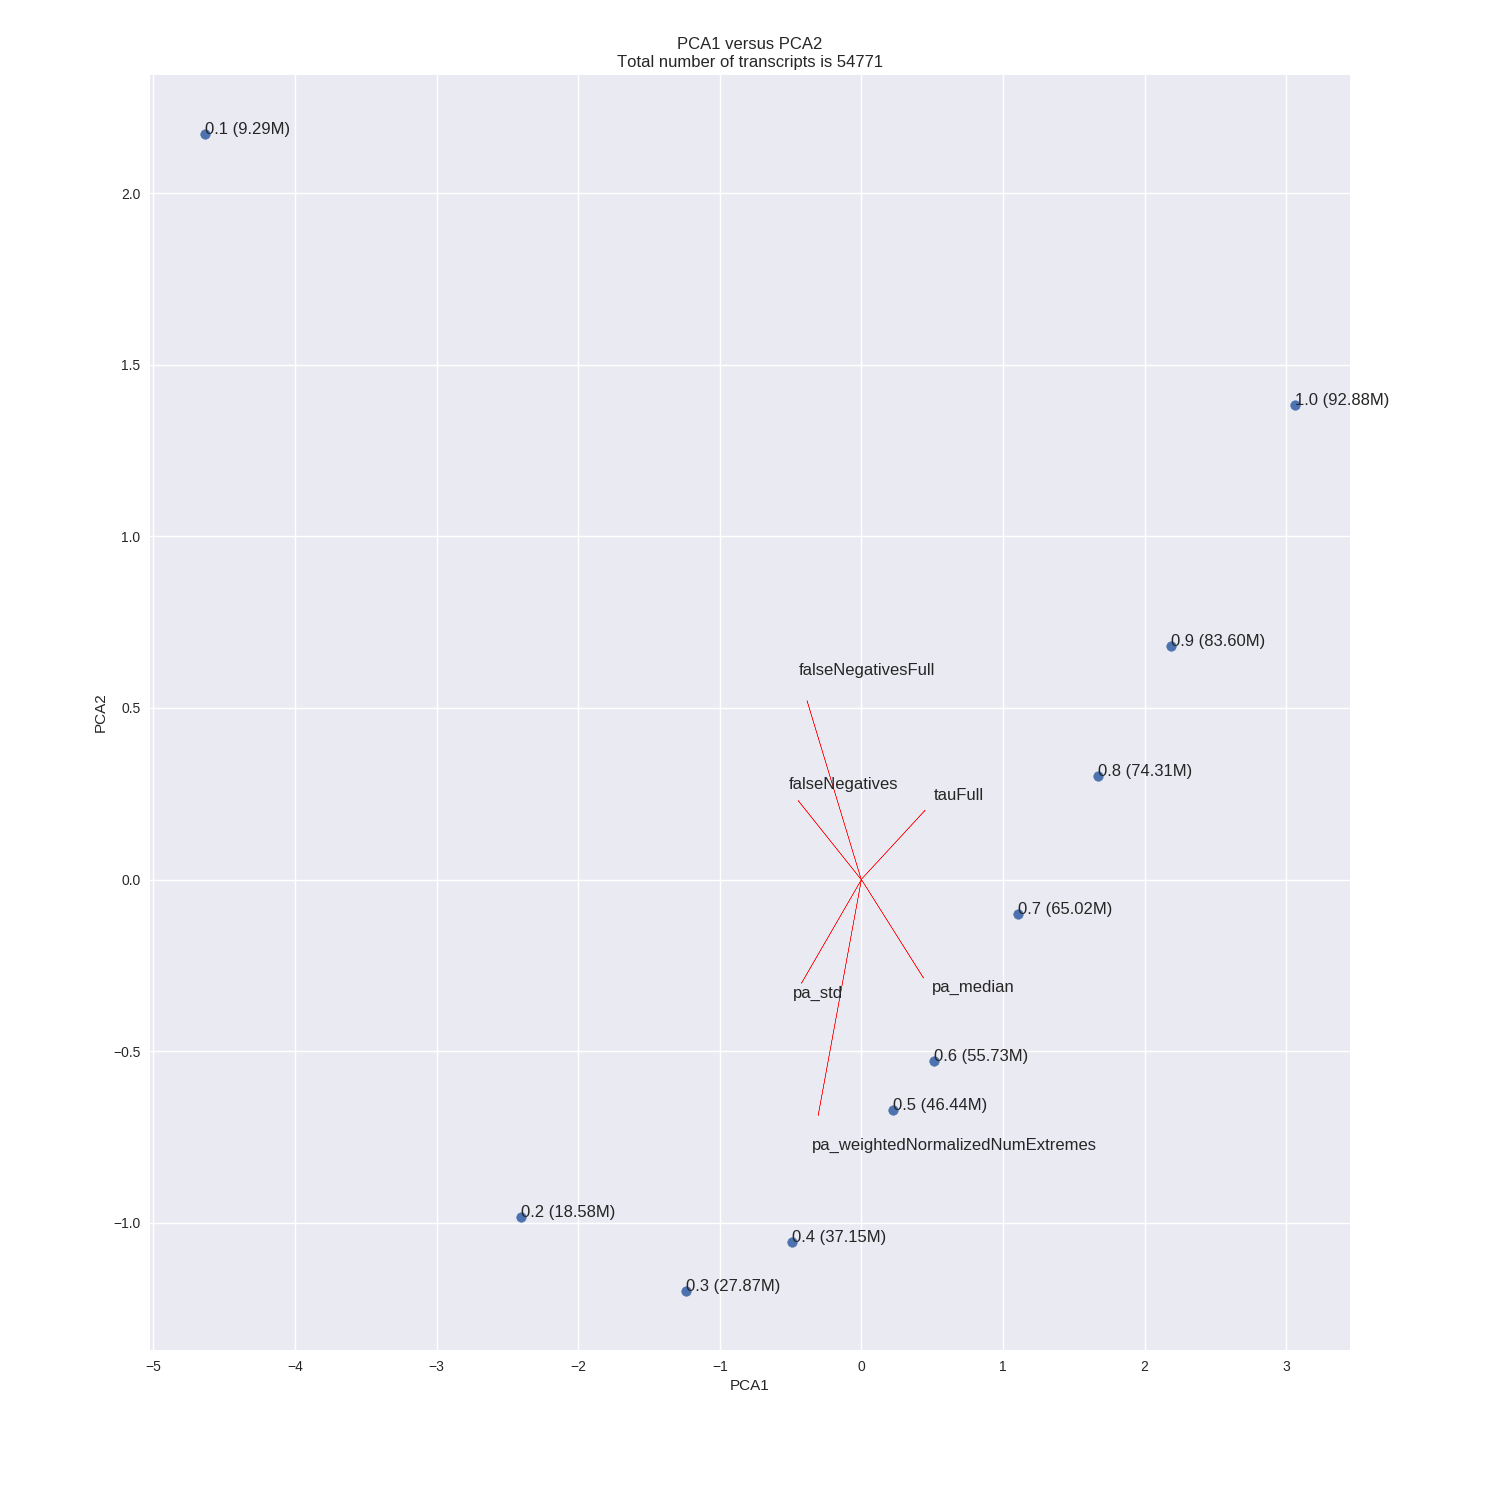 PCA1 versus PCA2
Total number of transcripts is 54771
0.1 (9.29M)
2.0
1.5
1.0 (92.88M)
1.0
0.9 (83.60M)
falseNegativesFull
0.5
PCA2
0.8 (74.31M)
falseNegatives
tauFull
0.0
0.7 (65.02M)
pa_median
pa_std
−0.5
0.6 (55.73M)
0.5 (46.44M)
pa_weightedNormalizedNumExtremes
0.2 (18.58M)
−1.0
0.4 (37.15M)
0.3 (27.87M)
−5 −4 −3 −2 −1 0 1 2 3
PCA1